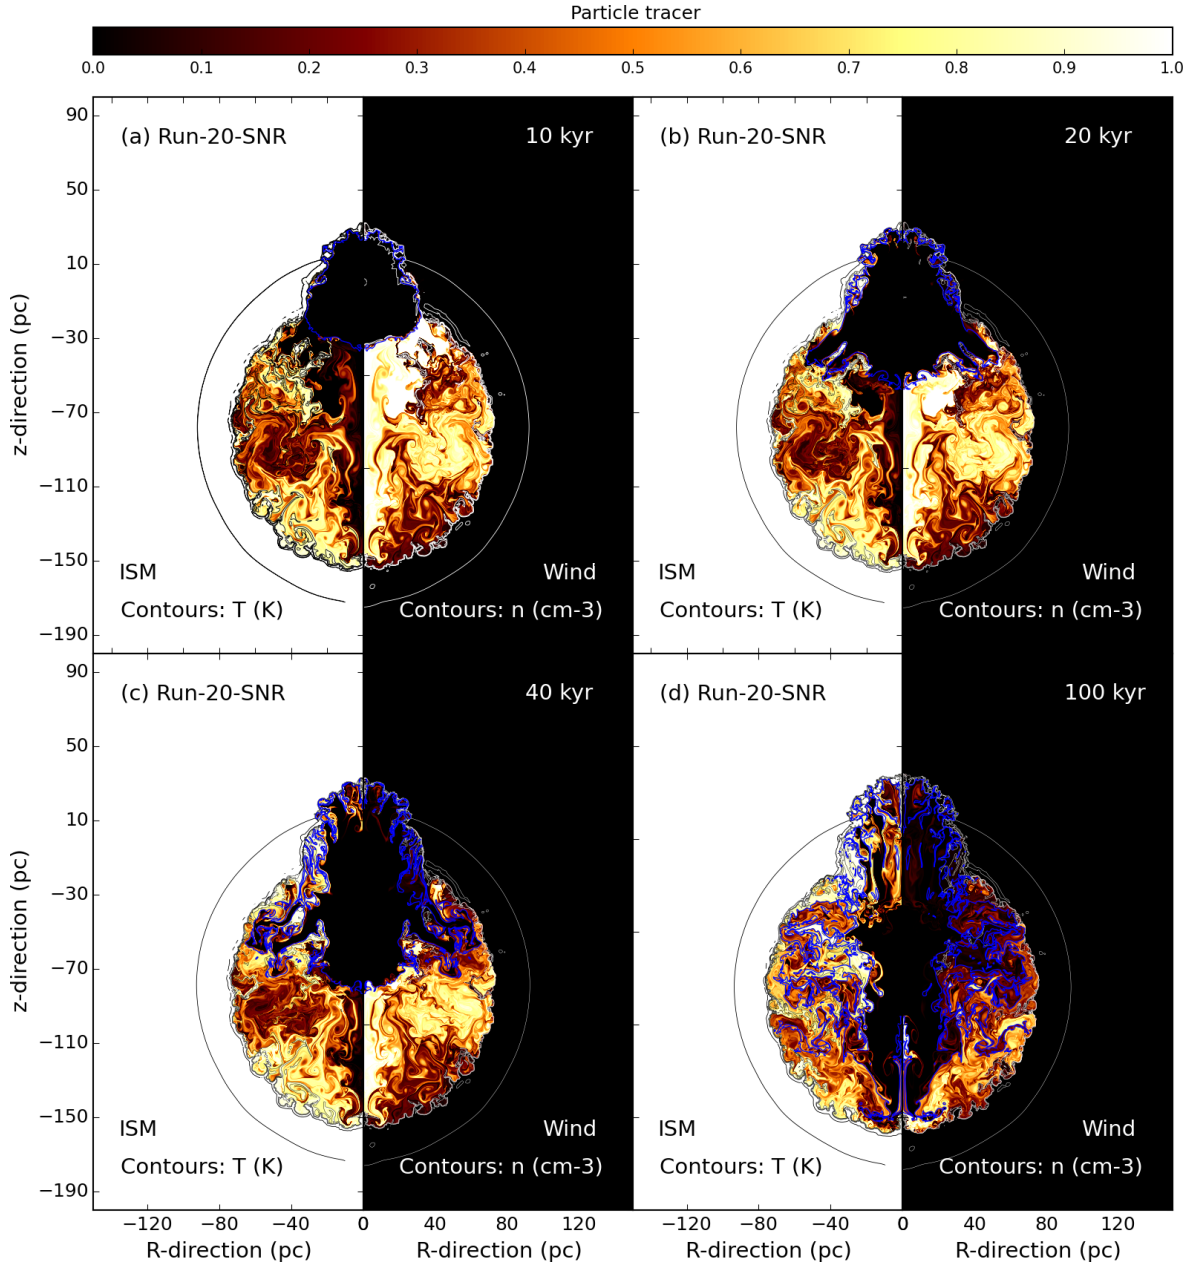 Particle tracer
0.0 0.1 0.2 0.3 0.4 0.5 0.6 0.7 0.8 0.9 1.0
90
50
10
−30
−70
−110
−150
−190
z-direction (pc)
(a) Run-20-SNR 10 kyr
ISM Wind
Contours: T (K) Contours: n (cm-3)
(b) Run-20-SNR 20 kyr
ISM Wind
Contours: T (K) Contours: n (cm-3)
90
50
10
−30
−70
−110
−150
−190
z-direction (pc)
(c) Run-20-SNR 40 kyr
ISM Wind
Contours: T (K) Contours: n (cm-3)
(d) Run-20-SNR 100 kyr
ISM Wind
Contours: T (K) Contours: n (cm-3)
−120 −80 −40 0 40 80 120 −120 −80 −40 0 40 80 120
R-direction (pc) R-direction (pc) R-direction (pc) R-direction (pc)